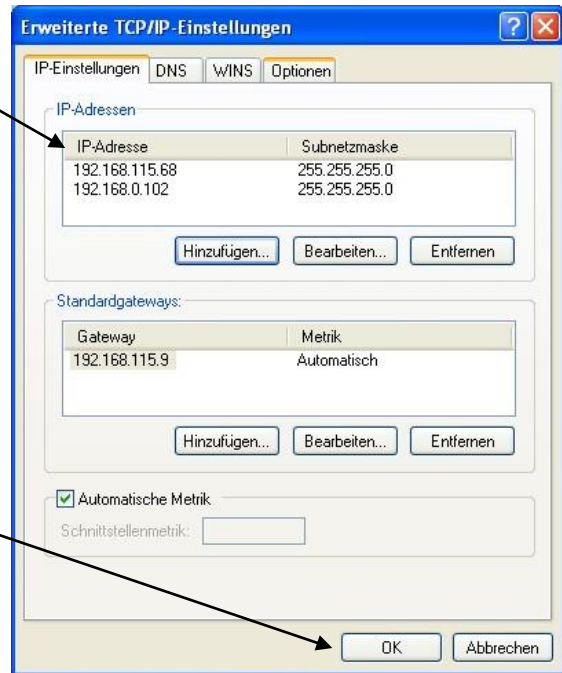 Erweiterte TCP/IP-Einstellungen
IP-Einstellungen DNS WINS Optionen
IP-Adressen
IP-Adresse Subnetzmaske
192.168.115.68 255.255.255.0
192.168.0.102 255.255.255.0
Hinzufügen... Bearbeiten... Entfernen
Standardgateways:
Gateway Metrik
192.168.115.9 Automatisch
Hinzufügen... Bearbeiten... Entfernen
Automatische Metrik
Schnittstellenmetrik:
OK Abbrechen